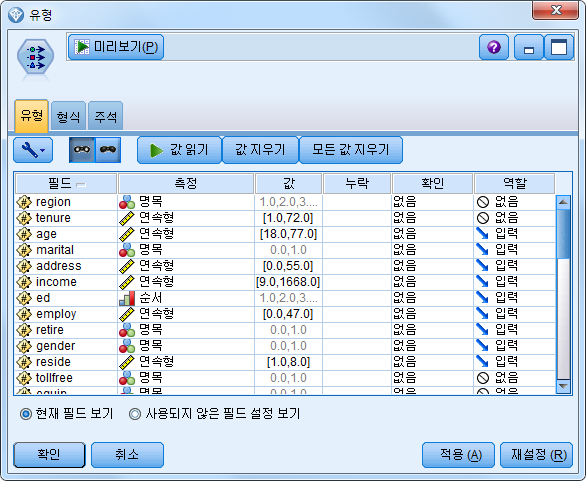 유형
미리보기(P)
유형 형식 주석
값 읽기 값 지우기 모든 값 지우기
필드 측정 값 누락 확인 역할
region 명목 1.0,2.0,3.... 없음 없음
tenure 연속형 [1.0,72.0] 없음 없음
age 연속형 [18.0,77.0] 없음 입력
marital 명목 0.0,1.0 없음 입력
address 연속형 [0.0,55.0] 없음 입력
income 연속형 [9.0,1668.0] 없음 입력
ed 순서 1.0,2.0,3.... 없음 입력
employ 연속형 [0.0,47.0] 없음 입력
retire 명목 0.0,1.0 없음 입력
gender 명목 0.0,1.0 없음 입력
reside 연속형 [1.0,8.0] 없음 입력
tollfree 명목 0.0,1.0 없음 없음
equip 명목 0.0,1.0 없음 없음
현재 필드 보기 사용되지 않은 필드 설정 보기
확인 취소 적용 (A) 재설정 (R)